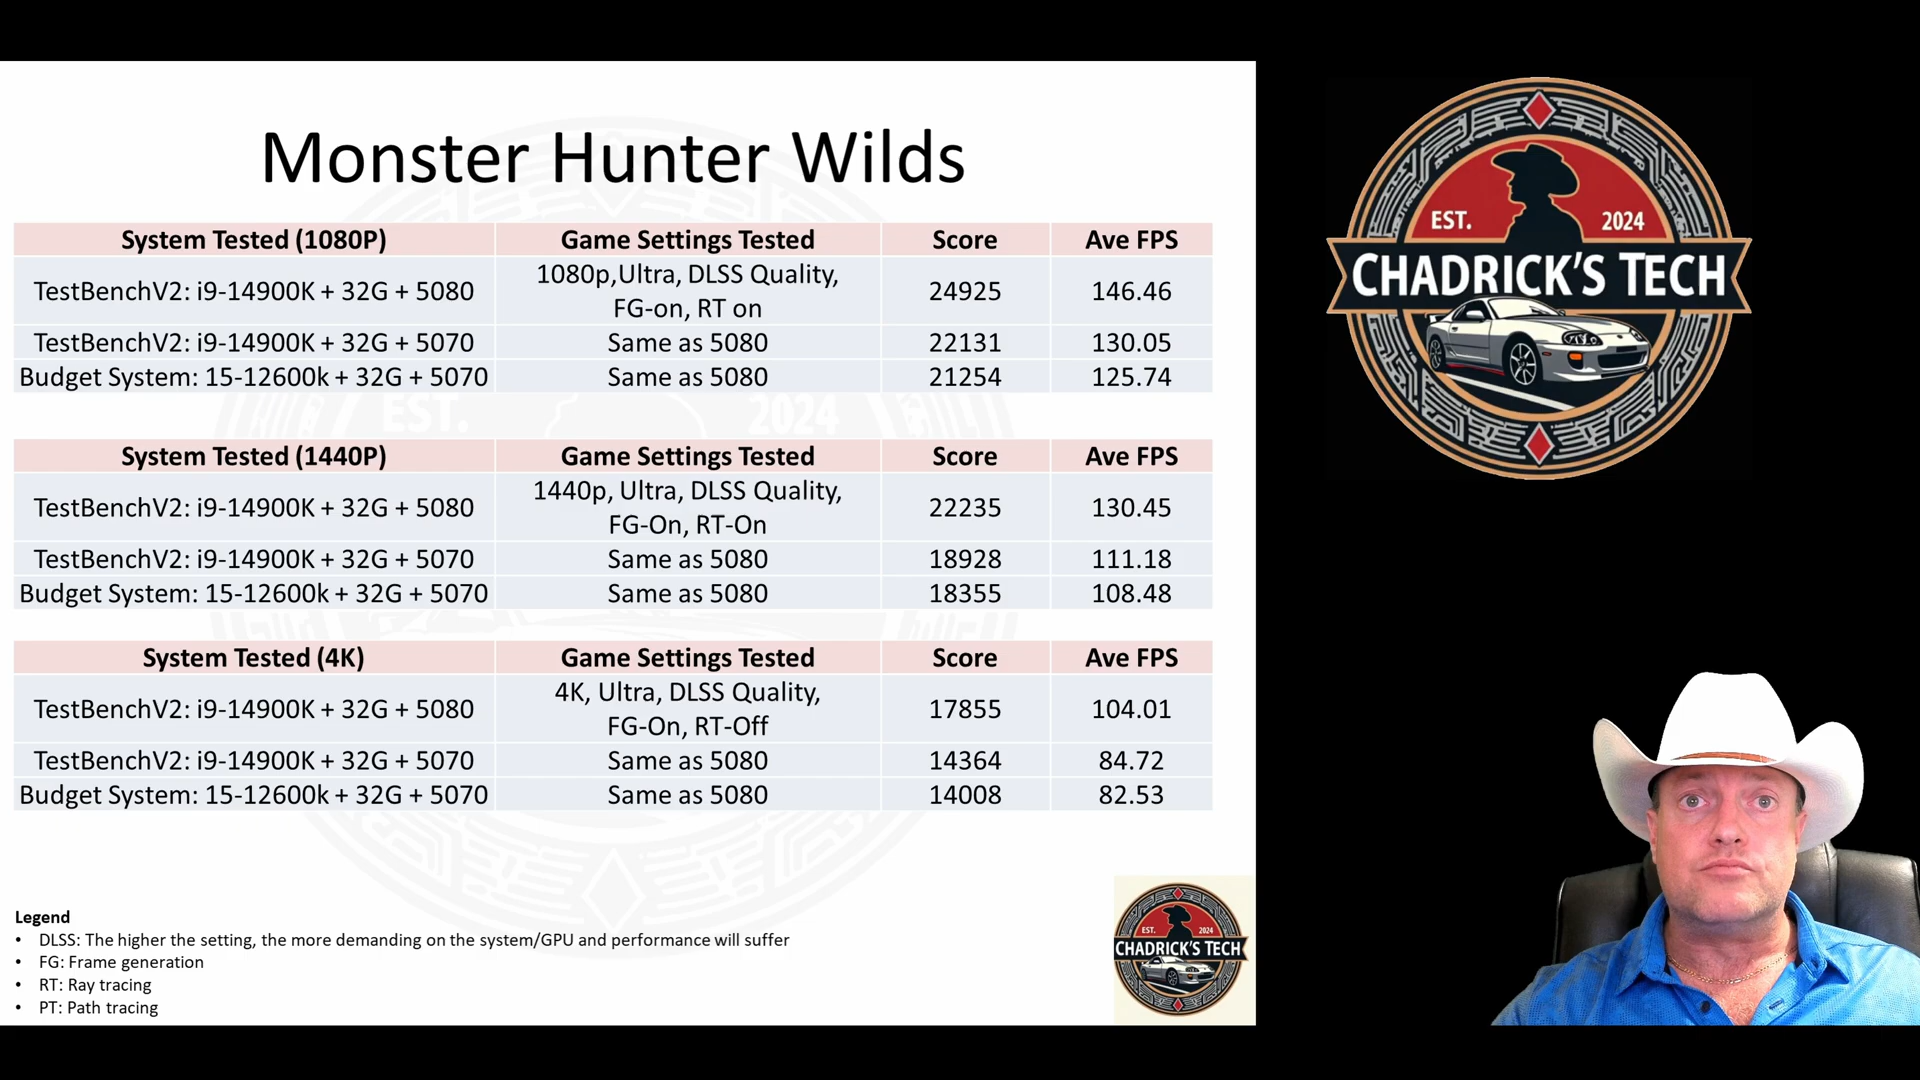 Monster Hunter Wilds
System Tested (1080P) Game Settings Tested Score Ave FPS
TestBenchV2: i9-14900K + 32G + 5080 1080p,Ultra, DLSS Quality, FG-on, RT on 24925 146.46
TestBenchV2: i9-14900K + 32G + 5070 Same as 5080 22131 130.05
Budget System: 15-12600k + 32G + 5070 Same as 5080 21254 125.74
EST. 2024
System Tested (1440P) Game Settings Tested Score Ave FPS
TestBenchV2: i9-14900K + 32G + 5080 1440p, Ultra, DLSS Quality, FG-On, RT-On 22235 130.45
TestBenchV2: i9-14900K + 32G + 5070 Same as 5080 18928 111.18
Budget System: 15-12600k + 32G + 5070 Same as 5080 18355 108.48
System Tested (4K) Game Settings Tested Score Ave FPS
TestBenchV2: i9-14900K + 32G + 5080 4K, Ultra, DLSS Quality, FG-On, RT-Off 17855 104.01
TestBenchV2: i9-14900K + 32G + 5070 Same as 5080 14364 84.72
Budget System: 15-12600k + 32G + 5070 Same as 5080 14008 82.53
Legend
• DLSS: The higher the setting, the more demanding on the system/GPU and performance will suffer
• FG: Frame generation
• RT: Ray tracing
• PT: Path tracing
EST. 2024
CHADRICK'S TECH
EST. 2024
CHADRICK'S TECH